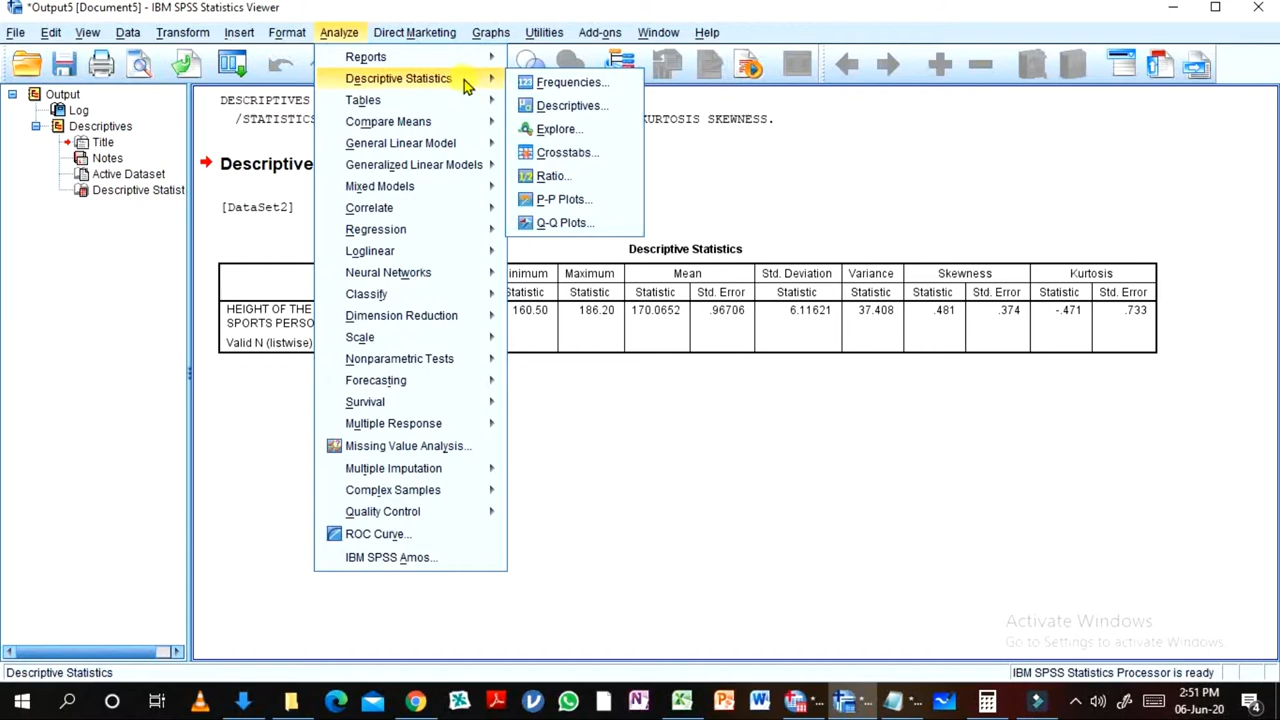 *Output5 [Document5] - IBM SPSS Statistics Viewer
File Edit View Data Transform Insert Format Analyze Direct Marketing Graphs Utilities Add-ons Window Help
Reports
Descriptive Statistics
Tables
Compare Means
General Linear Model
Generalized Linear Models
Mixed Models
Correlate
Regression
Loglinear
Neural Networks
Classify
Dimension Reduction
Scale
Nonparametric Tests
Forecasting
Survival
Multiple Response
Missing Value Analysis...
Multiple Imputation
Complex Samples
Quality Control
ROC Curve...
IBM SPSS Amos...
Frequencies...
Descriptives...
Explore...
Crosstabs...
Ratio...
P-P Plots...
Q-Q Plots...
Output
Log
Descriptives
Title
Notes
Active Dataset
Descriptive Statist
DESCRIPTIVES
/STATISTICS KURTOSIS SKEWNESS.
Descriptive
[DataSet2]
Descriptive Statistics
inimum Maximum Mean Std. Deviation Variance Skewness Kurtosis
Statistic Statistic Statistic Std. Error Statistic Statistic Statistic Std. Error Statistic Std. Error
HEIGHT OF THE 160.50 186.20 170.0652 .96706 6.11621 37.408 .481 .374 -.471 .733
SPORTS PERSO
Valid N (listwise)
Activate Windows
Go to Settings to activate Windows.
Descriptive Statistics IBM SPSS Statistics Processor is ready
2:51 PM
06-Jun-20
4